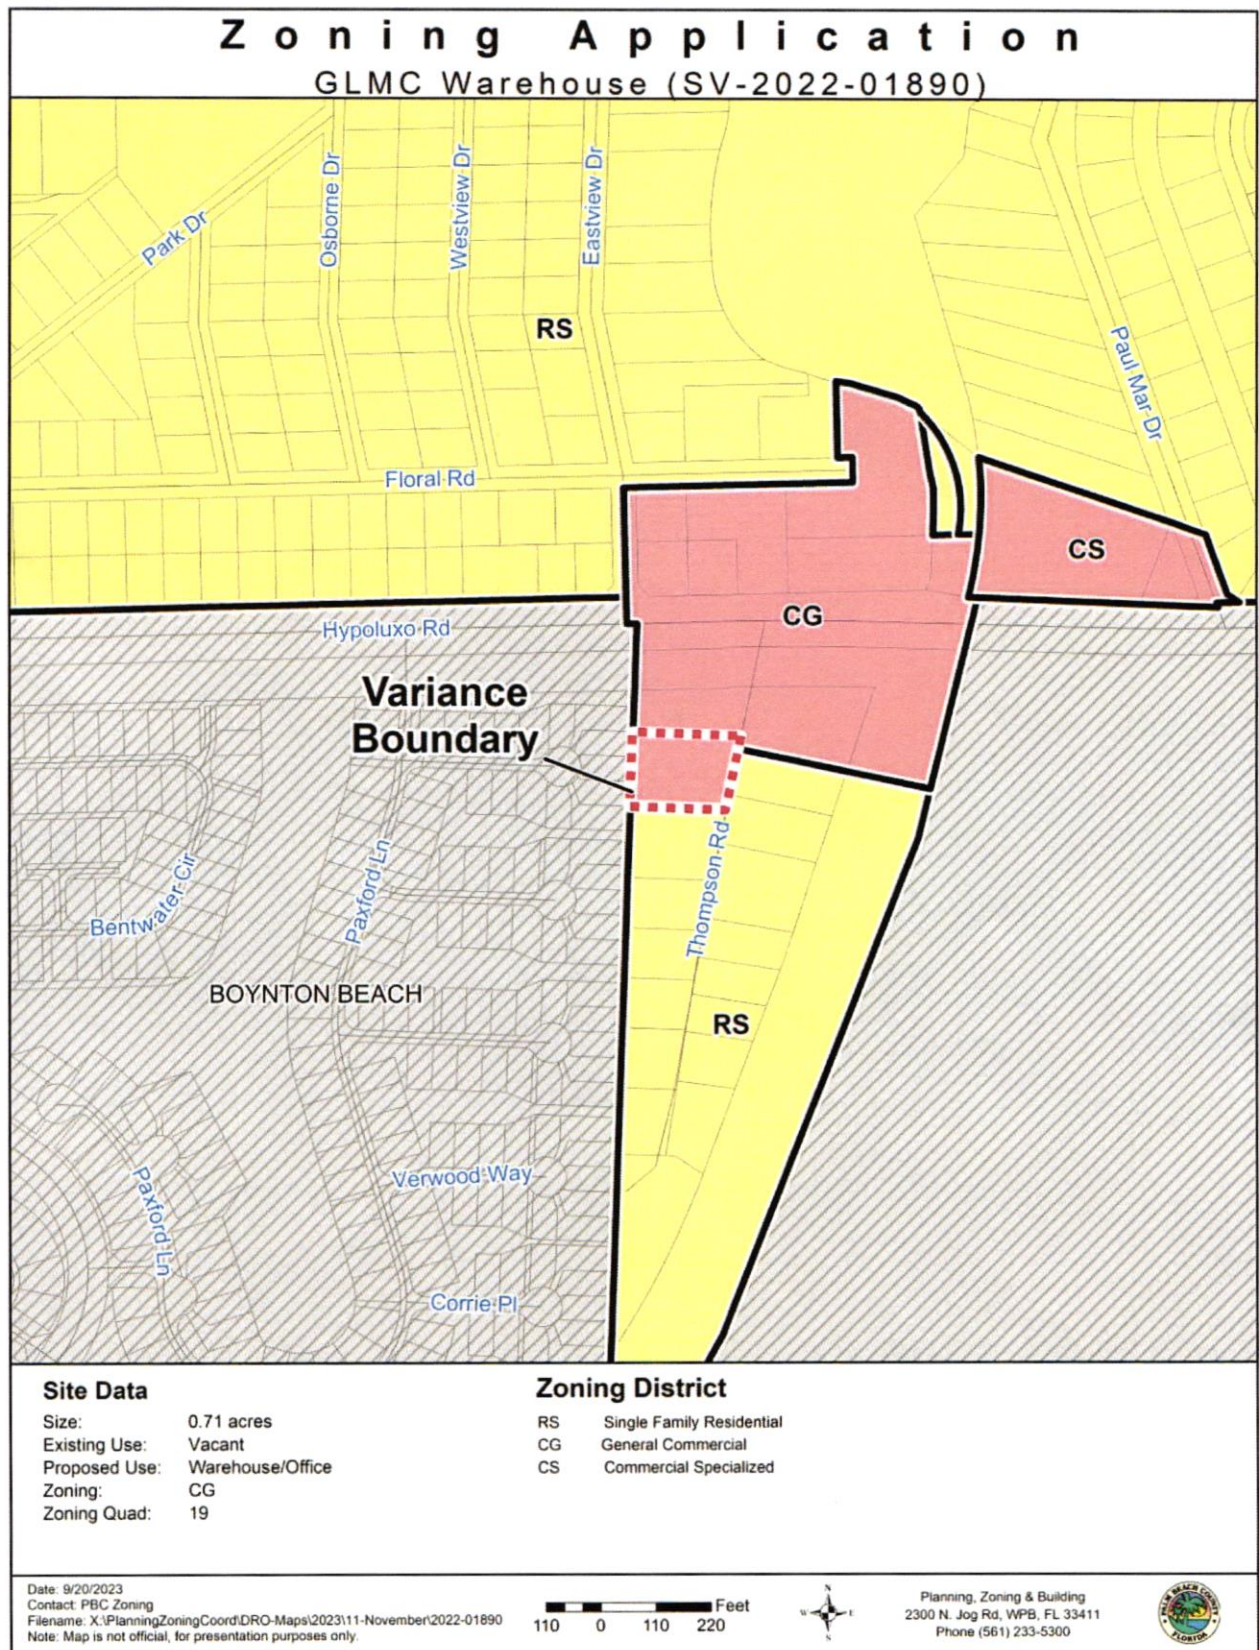 Zoning Application
GLMC Warehouse (SV-2022-01890)
Park Dr
Osborne Dr
Westview Dr
Eastview Dr
RS
Paul Mar Dr
Floral Rd
CS
CG
Hypoluxo Rd
Variance
Boundary
Bentwater Cir
Paxford Ln
Thompson Rd
BOYNTON BEACH
RS
Verwood Way
Paxford Ln
Corrie Pl
Site Data
Size: 0.71 acres
Existing Use: Vacant
Proposed Use: Warehouse/Office
Zoning: CG
Zoning Quad: 19
Zoning District
RS Single Family Residential
CG General Commercial
CS Commercial Specialized
Date: 9/20/2023
Contact: PBC Zoning
Filename: X:\PlanningZoningCoord\DRO-Maps\2023\11-November\2022-01890
Note: Map is not official, for presentation purposes only.
Feet
110 0 110 220
N
W E
S
Planning, Zoning & Building
2300 N. Jog Rd, WPB, FL 33411
Phone (561) 233-5300
PALM BEACH COUNTY
FLORIDA